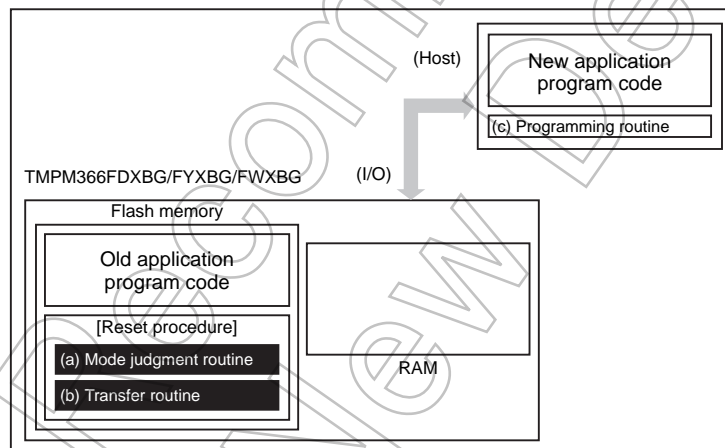 (Host)
New application
program code
(c) Programming routine
TMPM366FDXBG/FYXBG/FWXBG
(I/O)
Flash memory
Old application
program code
[Reset procedure]
(a) Mode judgment routine
(b) Transfer routine
RAM